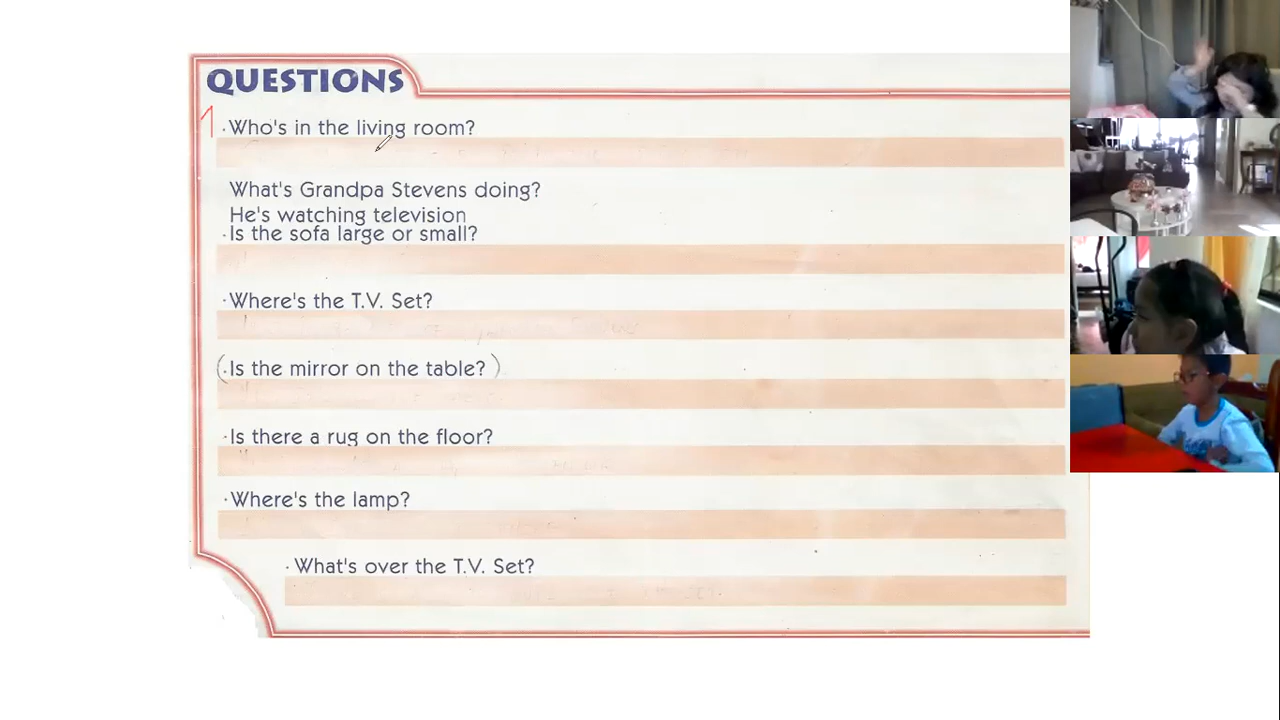 QUESTIONS
1
· Who's in the living room?
What's Grandpa Stevens doing?
He's watching television
· Is the sofa large or small?
· Where's the T.V. Set?
(· Is the mirror on the table?)
· Is there a rug on the floor?
· Where's the lamp?
· What's over the T.V. Set?